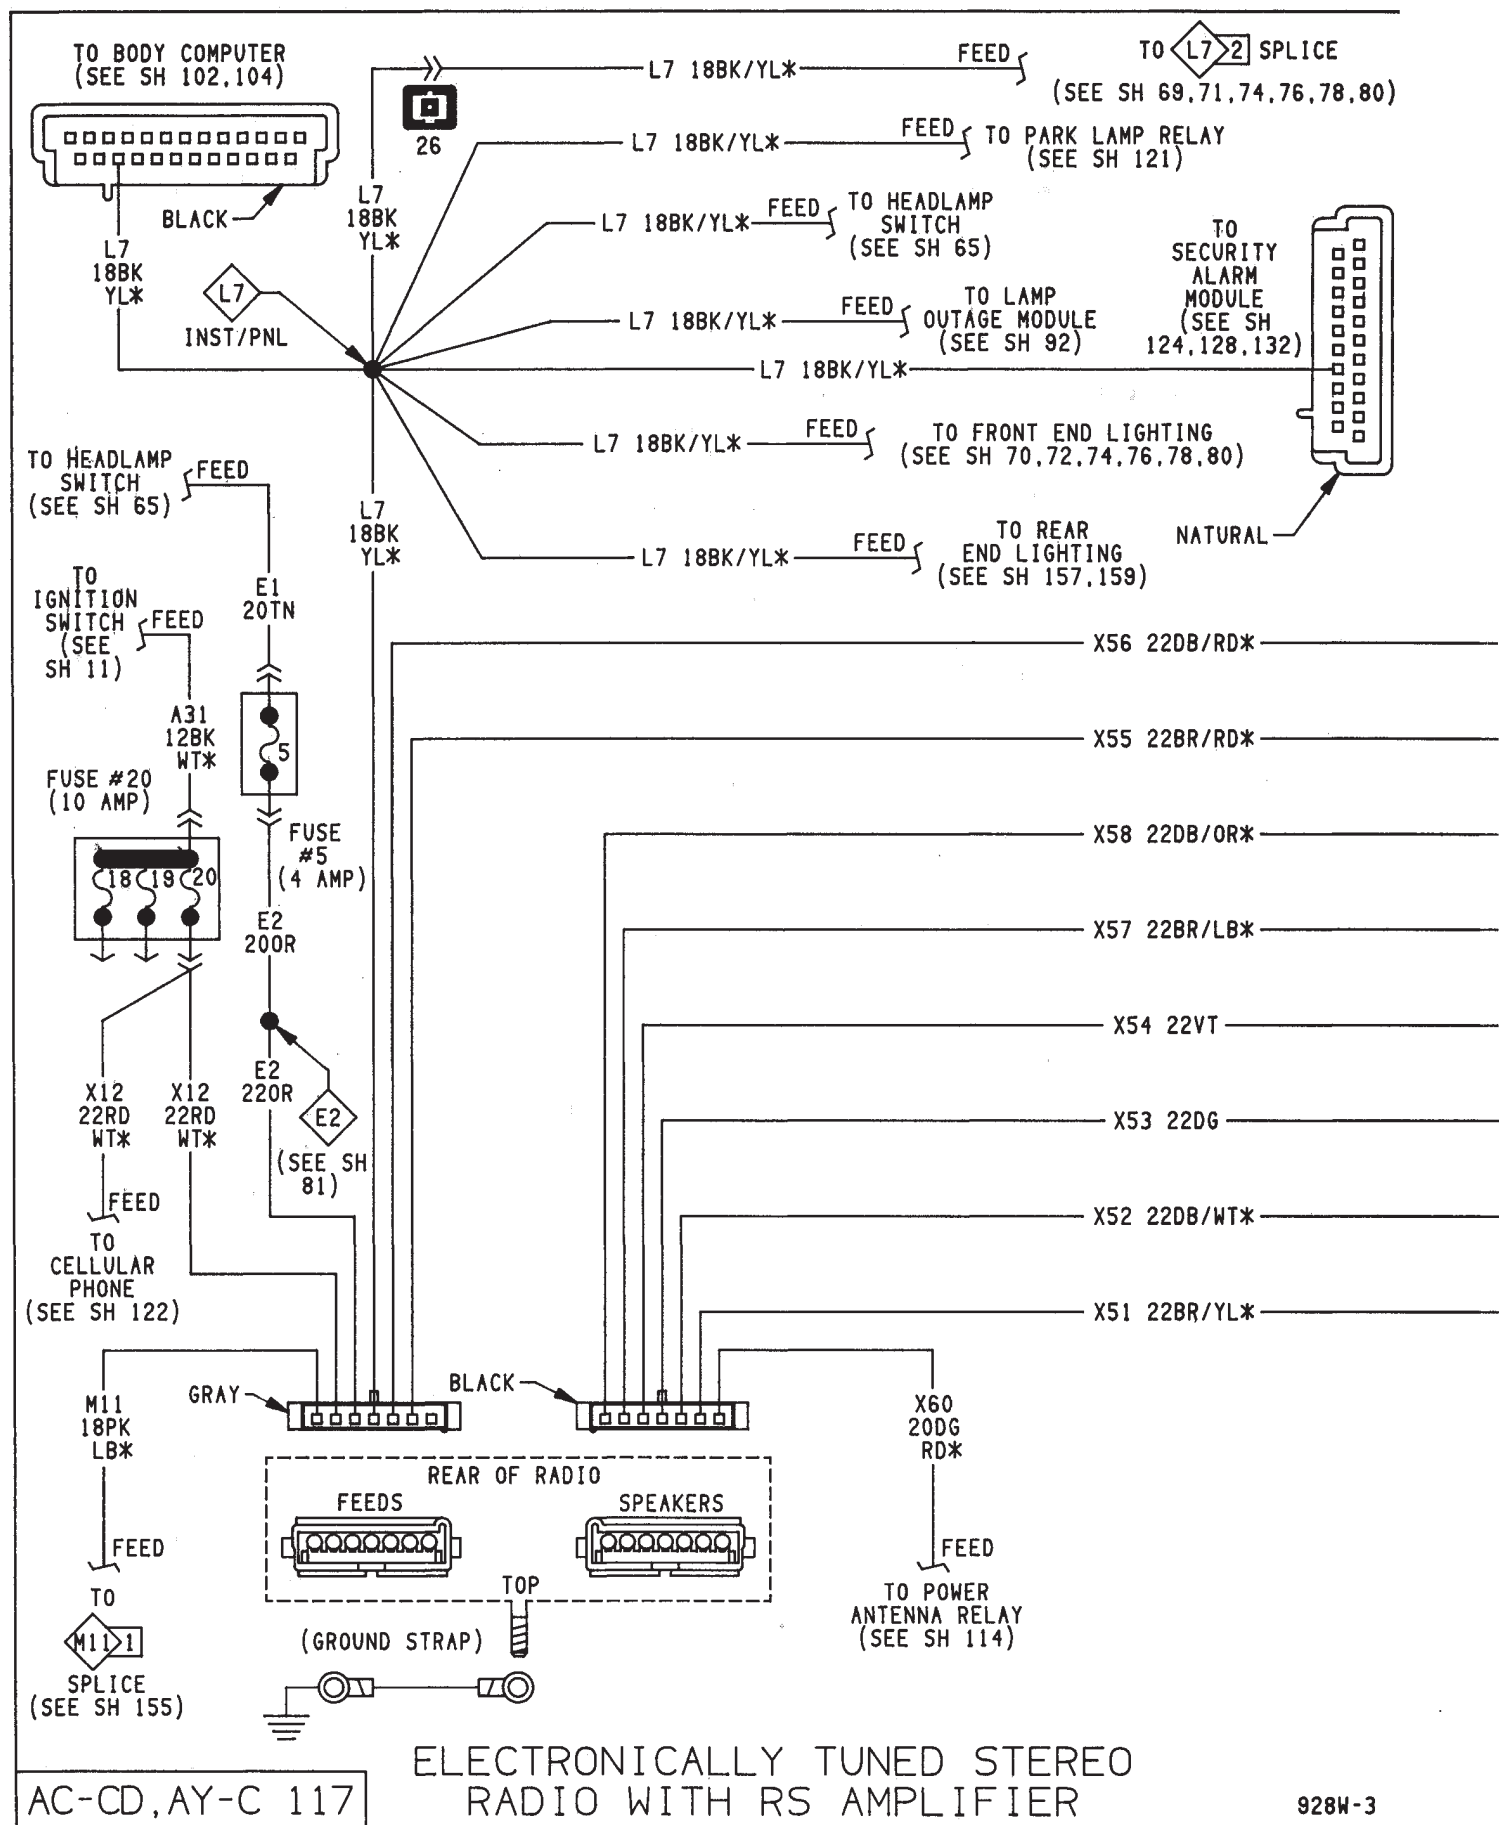 TO BODY COMPUTER
(SEE SH 102,104)
BLACK
L7
18BK
YL*
L7
INST/PNL
L7
18BK
YL*
26
L7 18BK/YL*
FEED
TO L7 2 SPLICE
(SEE SH 69,71,74,76,78,80)
L7 18BK/YL*
FEED
TO PARK LAMP RELAY
(SEE SH 121)
L7 18BK/YL*
FEED
TO HEADLAMP
SWITCH
(SEE SH 65)
L7 18BK/YL*
FEED
TO LAMP
OUTAGE MODULE
(SEE SH 92)
L7 18BK/YL*
TO
SECURITY
ALARM
MODULE
(SEE SH
124,128,132)
NATURAL
L7 18BK/YL*
FEED
TO FRONT END LIGHTING
(SEE SH 70,72,74,76,78,80)
L7 18BK/YL*
FEED
TO REAR
END LIGHTING
(SEE SH 157,159)
L7
18BK
YL*
TO HEADLAMP
SWITCH
(SEE SH 65)
FEED
E1
20TN
TO
IGNITION
SWITCH
(SEE
SH 11)
FEED
A31
12BK
WT*
5
FUSE #20
(10 AMP)
18 19 20
FUSE
#5
(4 AMP)
E2
20OR
E2
22OR
E2
(SEE SH
81)
X12
22RD
WT*
X12
22RD
WT*
FEED
TO
CELLULAR
PHONE
(SEE SH 122)
X56 22DB/RD*
X55 22BR/RD*
X58 22DB/OR*
X57 22BR/LB*
X54 22VT
X53 22DG
X52 22DB/WT*
X51 22BR/YL*
GRAY
BLACK
M11
18PK
LB*
FEED
TO
M11 1
SPLICE
(SEE SH 155)
REAR OF RADIO
FEEDS
SPEAKERS
TOP
(GROUND STRAP)
X60
20DG
RD*
FEED
TO POWER
ANTENNA RELAY
(SEE SH 114)
ELECTRONICALLY TUNED STEREO
RADIO WITH RS AMPLIFIER
AC-CD,AY-C 117
928W-3